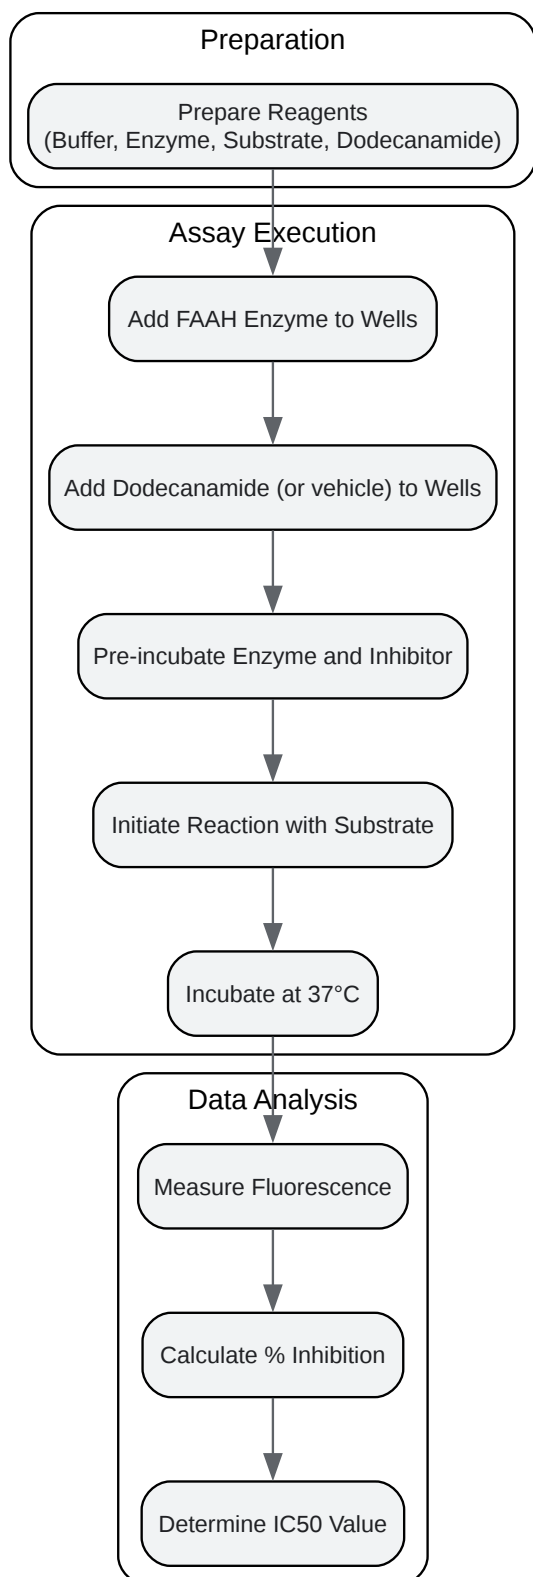 Preparation
Prepare Reagents
(Buffer, Enzyme, Substrate, Dodecanamide)
Assay Execution
Add FAAH Enzyme to Wells
Add Dodecanamide (or vehicle) to Wells
Pre-incubate Enzyme and Inhibitor
Initiate Reaction with Substrate
Incubate at 37°C
Data Analysis
Measure Fluorescence
Calculate % Inhibition
Determine IC50 Value